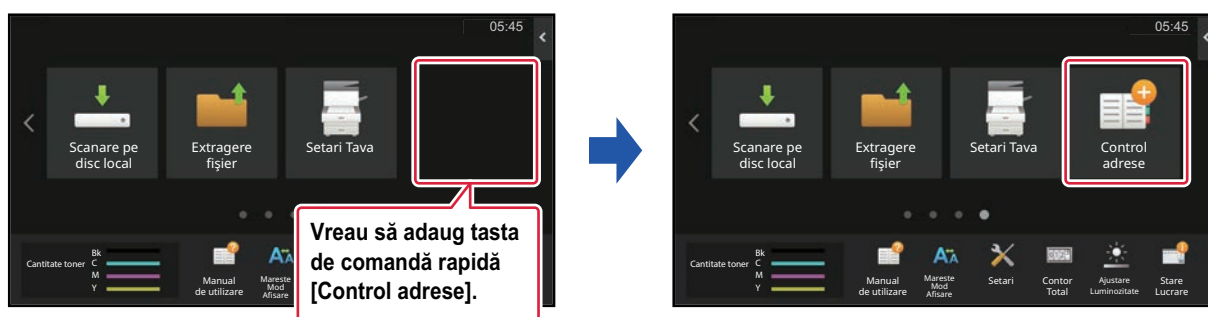 05:45
Scanare pe
disc local
Extragere
fişier
Setari Tava
Vreau să adaug tasta
de comandă rapidă
[Control adrese].
Cantitate toner
Bk
C
M
Y
Manual
de utilizare
Mareste
Mod
Afisare
05:45
Scanare pe
disc local
Extragere
fişier
Setari Tava
Control
adrese
Cantitate toner
Bk
C
M
Y
Manual
de utilizare
Mareste
Mod
Afisare
Setari
Contor
Total
Ajustare
Luminozitate
Stare
Lucrare